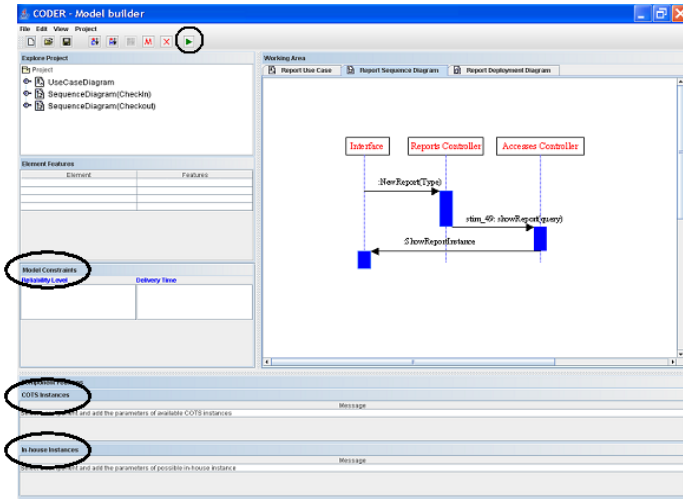 CODER - Model builder
File Edit View Project
Explore Project
Project
UseCaseDiagram
SequenceDiagram(CheckIn)
SequenceDiagram(Checkout)
Element Features
Element Features
Model Constraints
Reliability Level Delivery Time
Working Area
Report Use Case Report Sequence Diagram Report Deployment Diagram
Interface Reports Controller Accesses Controller
:NewReport(Type)
stim_49: showReport(query)
:ShowReportInstance
COTS Instances
Message
and add the parameters of available COTS instances
In-house Instances
Message
and add the parameters of possible in-house instance